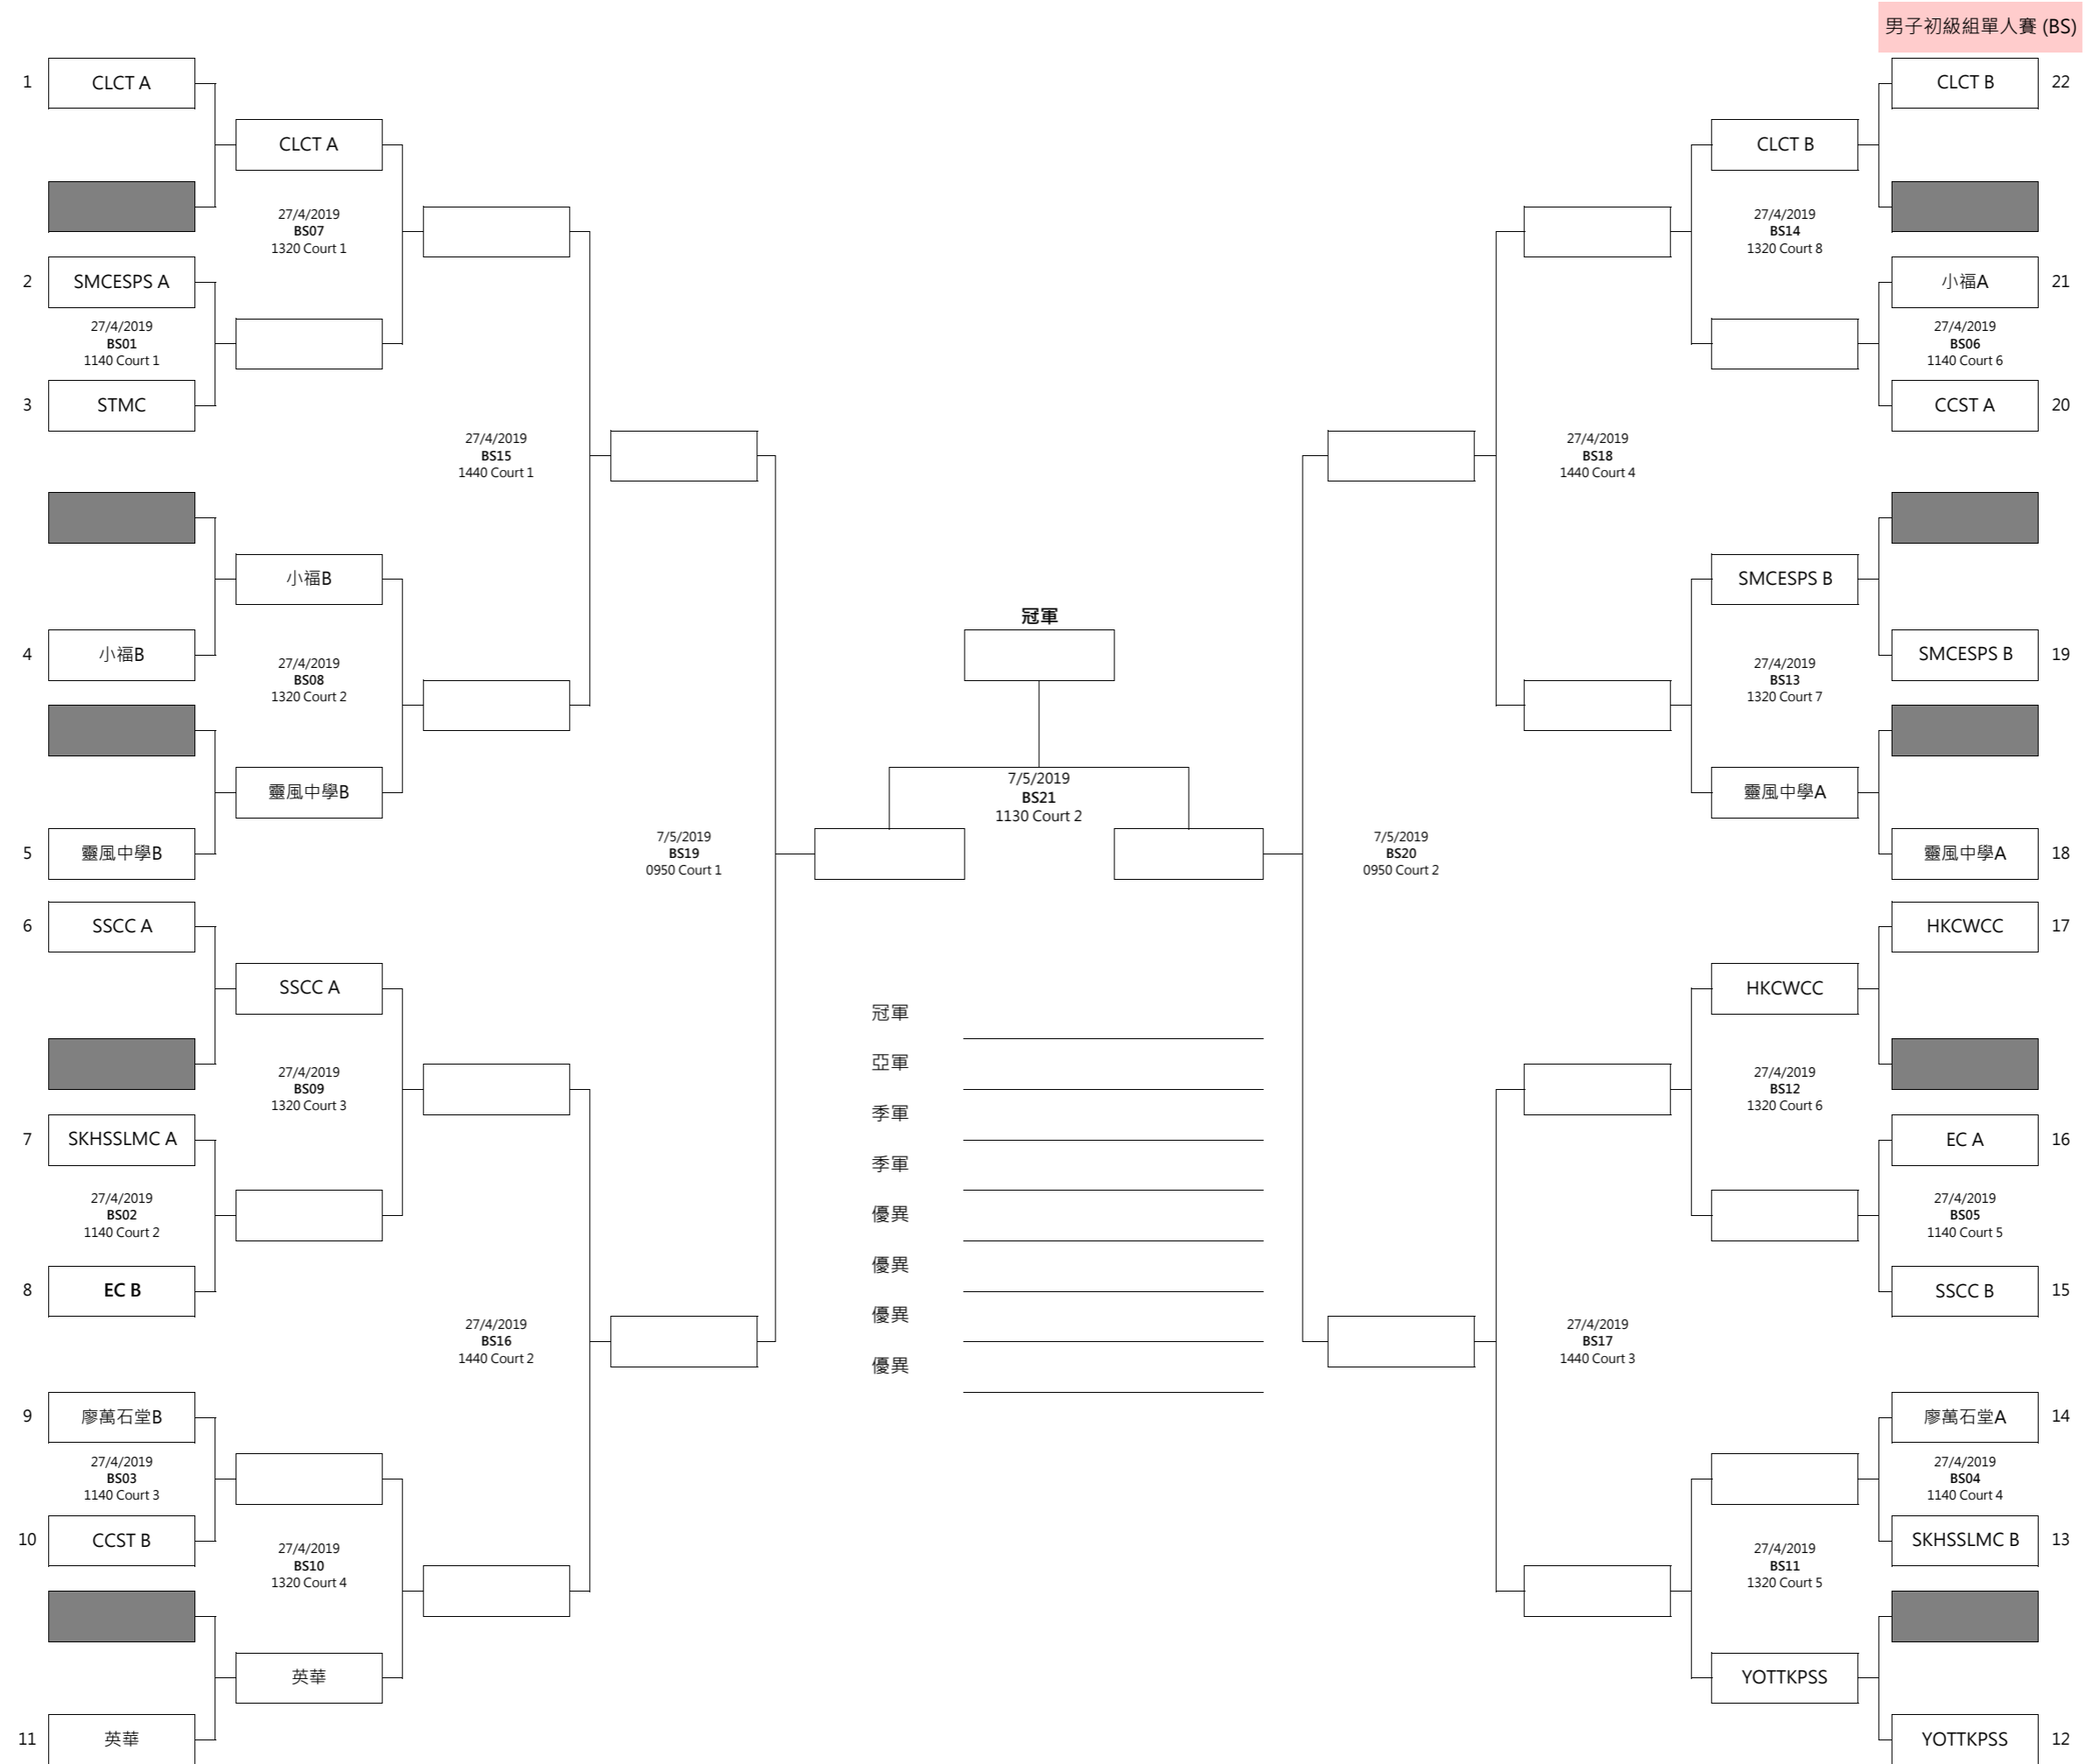 男子初級組單人賽 (BS)
1 CLCT A
CLCT A
27/4/2019
BS07
1320 Court 1
2 SMCESPS A
27/4/2019
BS01
1140 Court 1
3 STMC
27/4/2019
BS15
1440 Court 1
小福B
4 小福B
27/4/2019
BS08
1320 Court 2
靈風中學B
5 靈風中學B
7/5/2019
BS19
0950 Court 1
6 SSCC A
SSCC A
27/4/2019
BS09
1320 Court 3
7 SKHSSLMC A
27/4/2019
BS02
1140 Court 2
8 EC B
27/4/2019
BS16
1440 Court 2
9 廖萬石堂B
27/4/2019
BS03
1140 Court 3
10 CCST B
27/4/2019
BS10
1320 Court 4
英華
11 英華
冠軍
7/5/2019
BS21
1130 Court 2
冠軍
亞軍
季軍
季軍
優異
優異
優異
優異
CLCT B 22
CLCT B
27/4/2019
BS14
1320 Court 8
小福A 21
27/4/2019
BS06
1140 Court 6
CCST A 20
27/4/2019
BS18
1440 Court 4
SMCESPS B
SMCESPS B 19
27/4/2019
BS13
1320 Court 7
靈風中學A
靈風中學A 18
7/5/2019
BS20
0950 Court 2
HKCWCC 17
HKCWCC
27/4/2019
BS12
1320 Court 6
EC A 16
27/4/2019
BS05
1140 Court 5
SSCC B 15
27/4/2019
BS17
1440 Court 3
廖萬石堂A 14
27/4/2019
BS04
1140 Court 4
SKHSSLMC B 13
27/4/2019
BS11
1320 Court 5
YOTTKPSS
YOTTKPSS 12